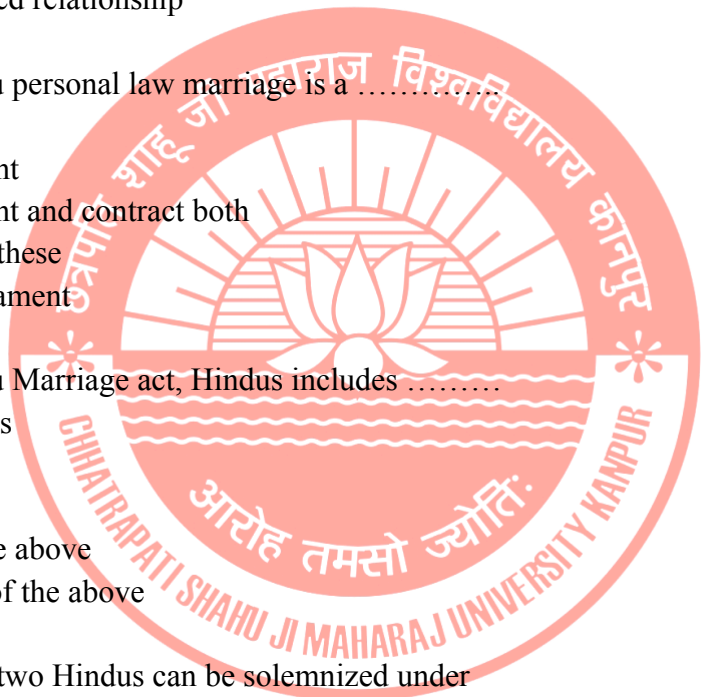 ed relationship
u personal law marriage is a …………..
nt
nt and contract both
these
ament
u Marriage act, Hindus includes ………
s
e above
of the above
two Hindus can be solemnized under
छत्रपति शाहू जी महाराज विश्वविद्यालय कानपुर
आरोह तमसो ज्योतिः
CHHATRAPATI SHAHU JI MAHARAJ UNIVERSITY KANPUR